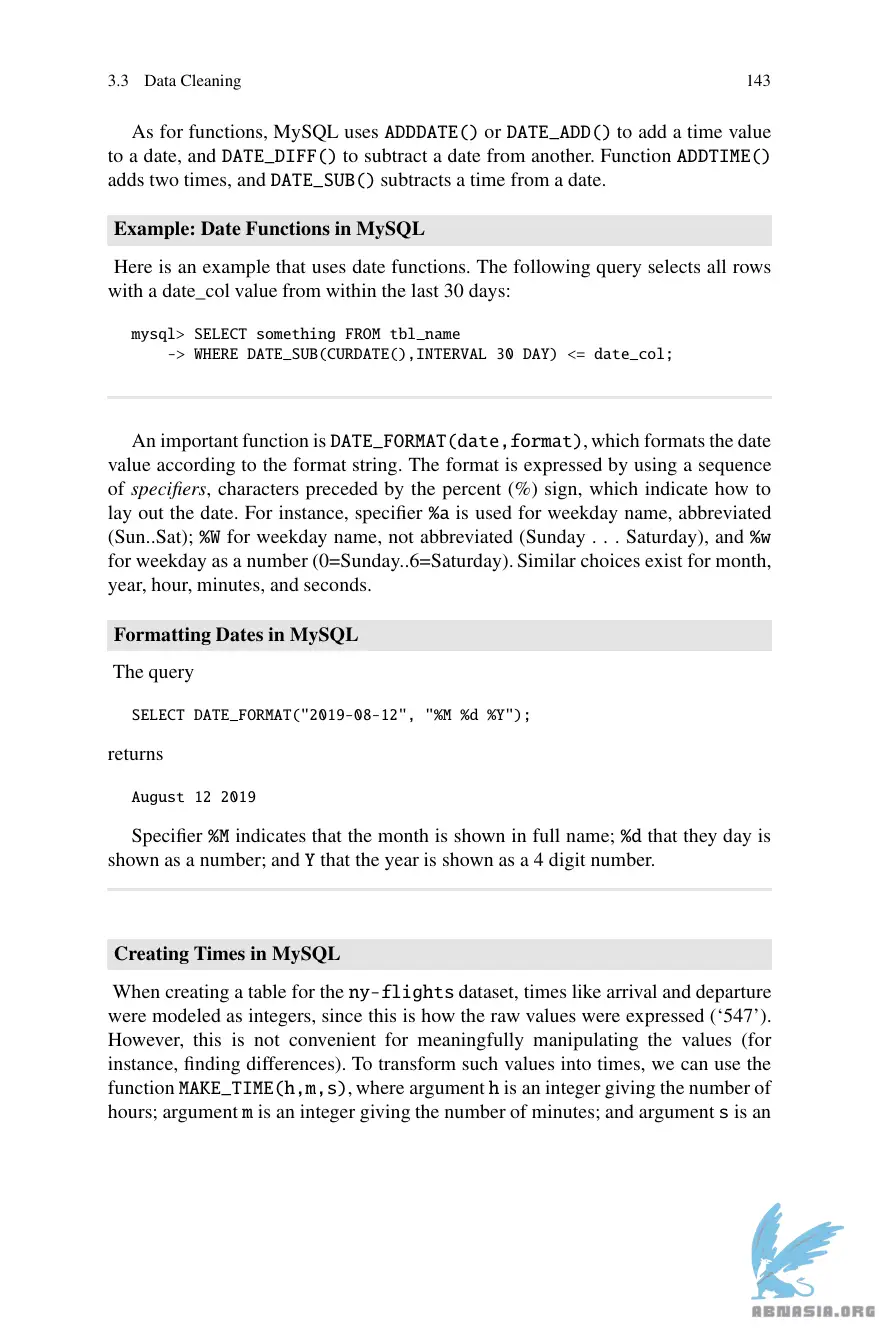 3.3 Data Cleaning 143
As for functions, MySQL uses ADDDATE() or DATE_ADD() to add a time value
to a date, and DATE_DIFF() to subtract a date from another. Function ADDTIME()
adds two times, and DATE_SUB() subtracts a time from a date.
Example: Date Functions in MySQL
Here is an example that uses date functions. The following query selects all rows
with a date_col value from within the last 30 days:
mysql> SELECT something FROM tbl_name
-> WHERE DATE_SUB(CURDATE(),INTERVAL 30 DAY) <= date_col;
An important function is DATE_FORMAT(date,format), which formats the date
value according to the format string. The format is expressed by using a sequence
of specifiers, characters preceded by the percent (%) sign, which indicate how to
lay out the date. For instance, specifier %a is used for weekday name, abbreviated
(Sun..Sat); %W for weekday name, not abbreviated (Sunday . . . Saturday), and %w
for weekday as a number (0=Sunday..6=Saturday). Similar choices exist for month,
year, hour, minutes, and seconds.
Formatting Dates in MySQL
The query
SELECT DATE_FORMAT("2019-08-12", "%M %d %Y");
returns
August 12 2019
Specifier %M indicates that the month is shown in full name; %d that they day is
shown as a number; and Y that the year is shown as a 4 digit number.
Creating Times in MySQL
When creating a table for the ny-flights dataset, times like arrival and departure
were modeled as integers, since this is how the raw values were expressed (‘547’).
However, this is not convenient for meaningfully manipulating the values (for
instance, finding differences). To transform such values into times, we can use the
function MAKE_TIME(h,m,s), where argument h is an integer giving the number of
hours; argument m is an integer giving the number of minutes; and argument s is an
ABNASIA.ORG